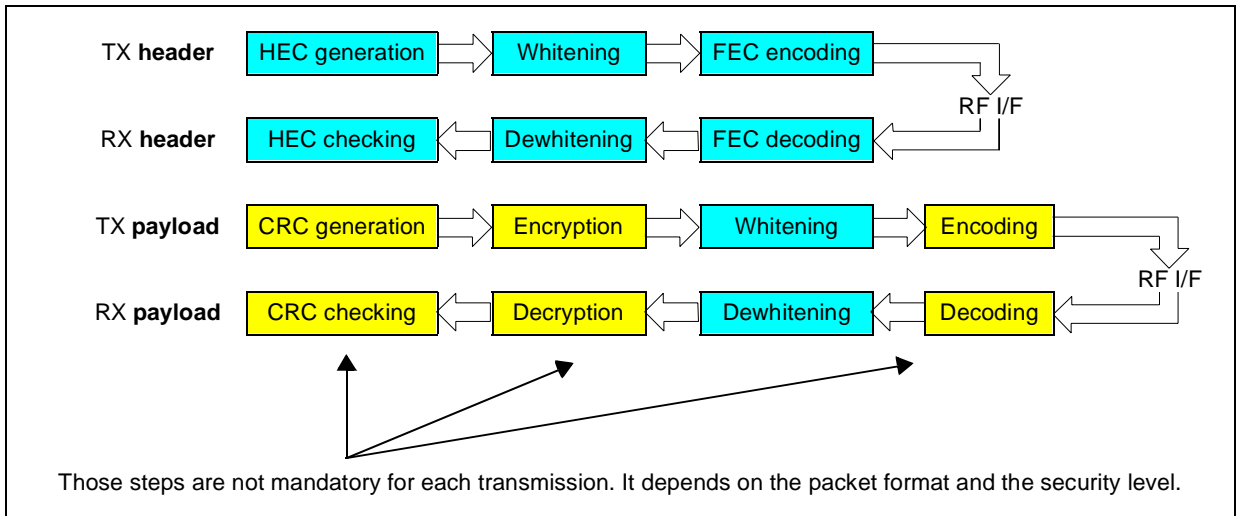 TX header HEC generation Whitening FEC encoding
RF I/F
RX header HEC checking Dewhitening FEC decoding
TX payload CRC generation Encryption Whitening Encoding
RF I/F
RX payload CRC checking Decryption Dewhitening Decoding
Those steps are not mandatory for each transmission. It depends on the packet format and the security level.